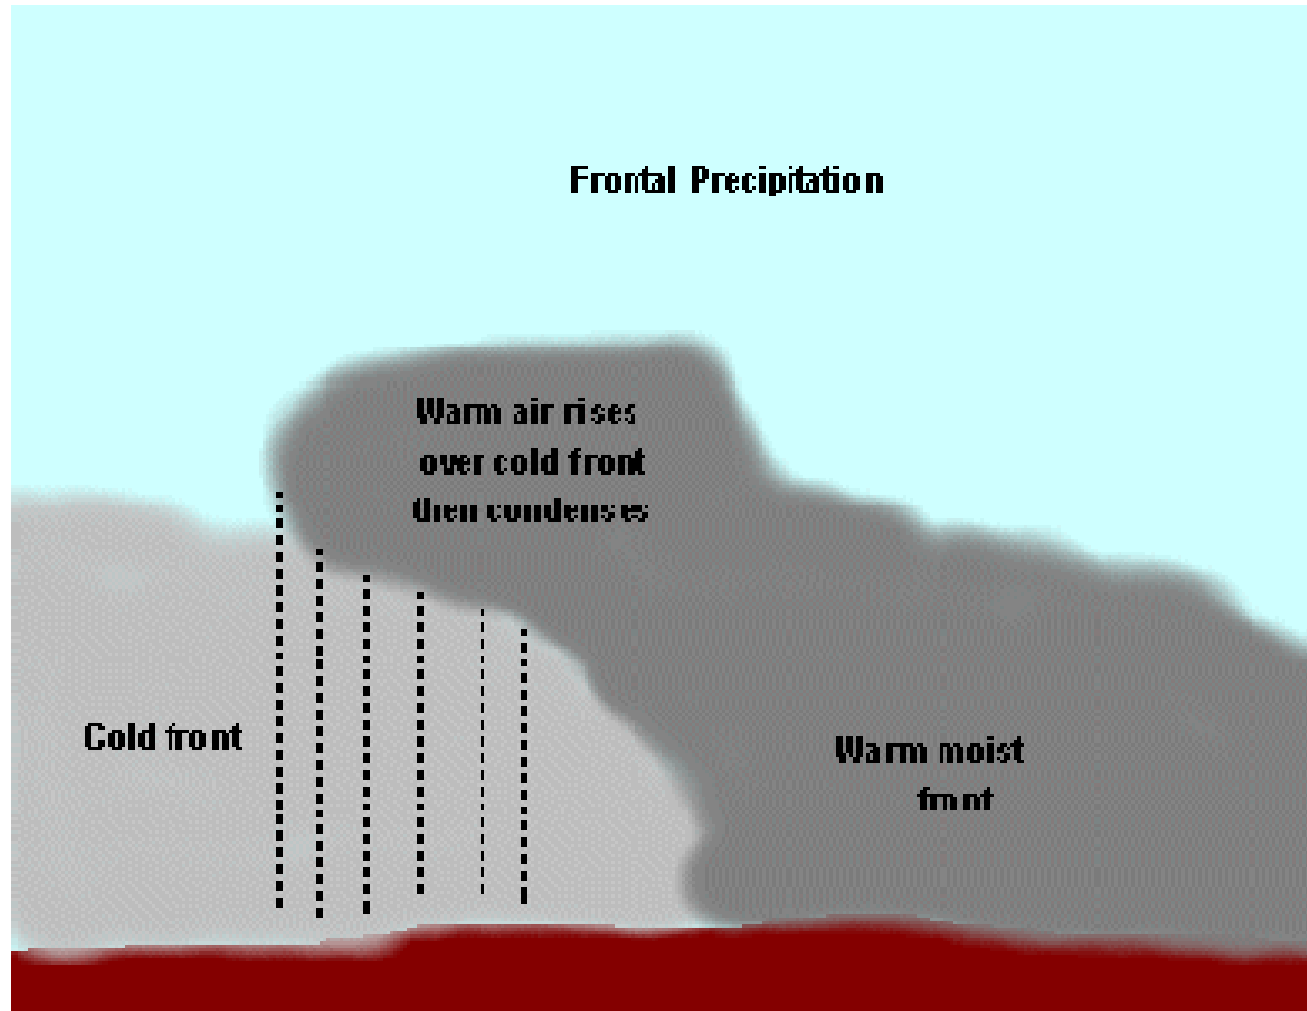 Frontal Precipitation
Warm air rises
over cold front
then condenses
Cold front
Warm moist
front